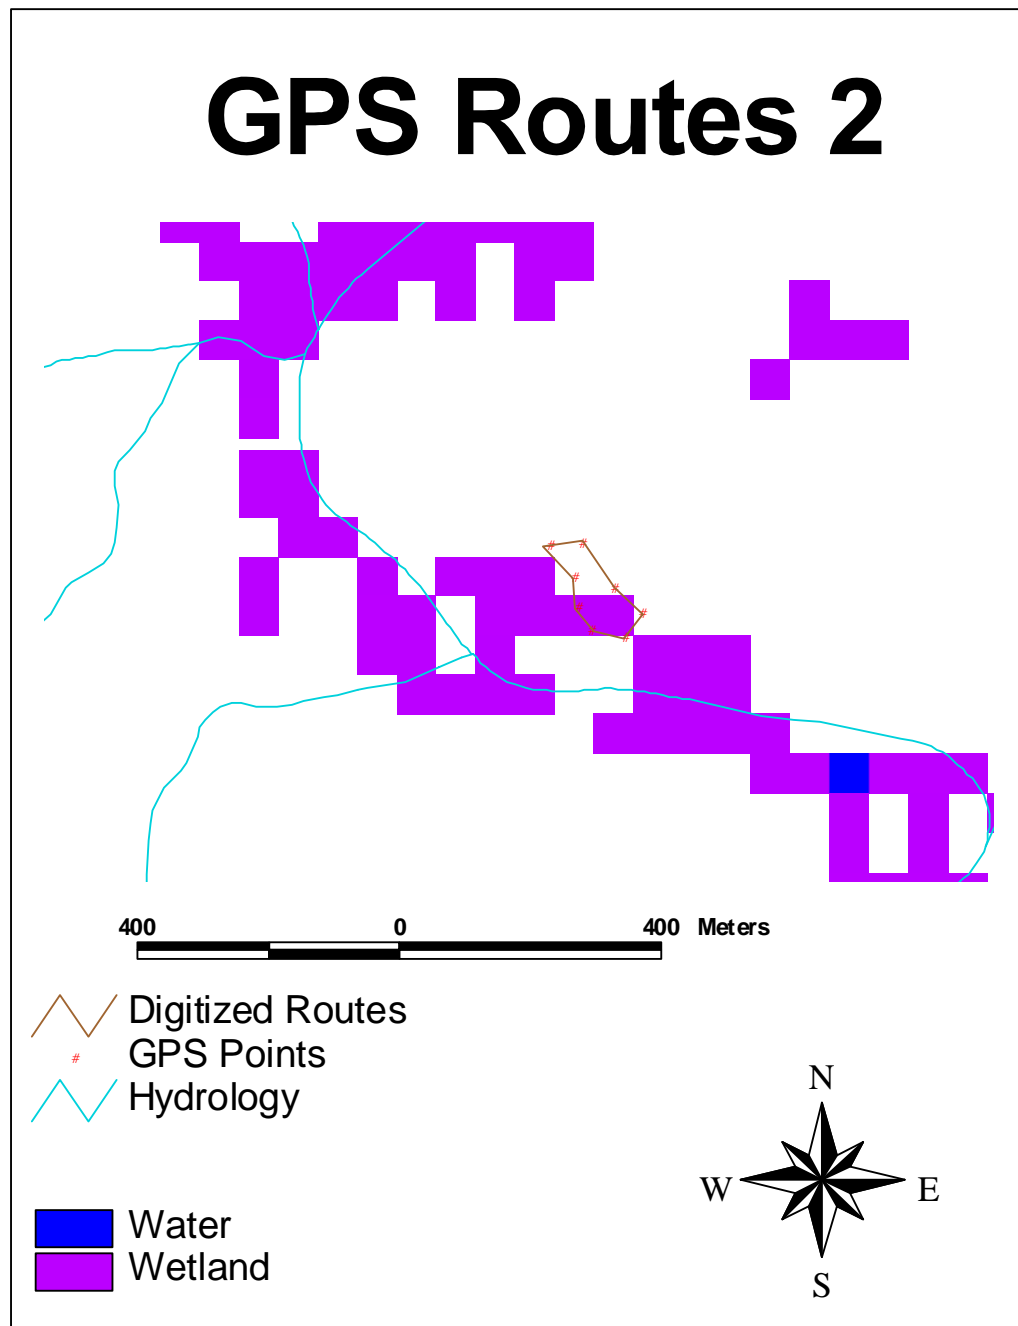 GPS Routes 2
400 0 400 Meters
Digitized Routes
# GPS Points
Hydrology
N
W E
S
Water
Wetland